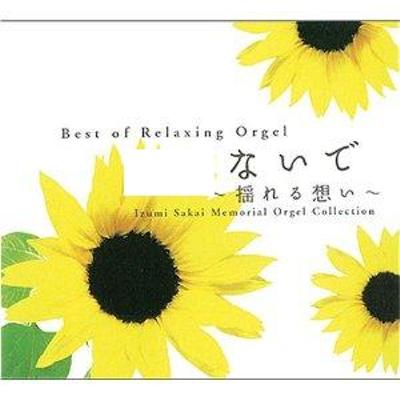 Best of Relaxing Orgel
ないで
～揺れる想い～
Izumi Sakai Memorial Orgel Collection